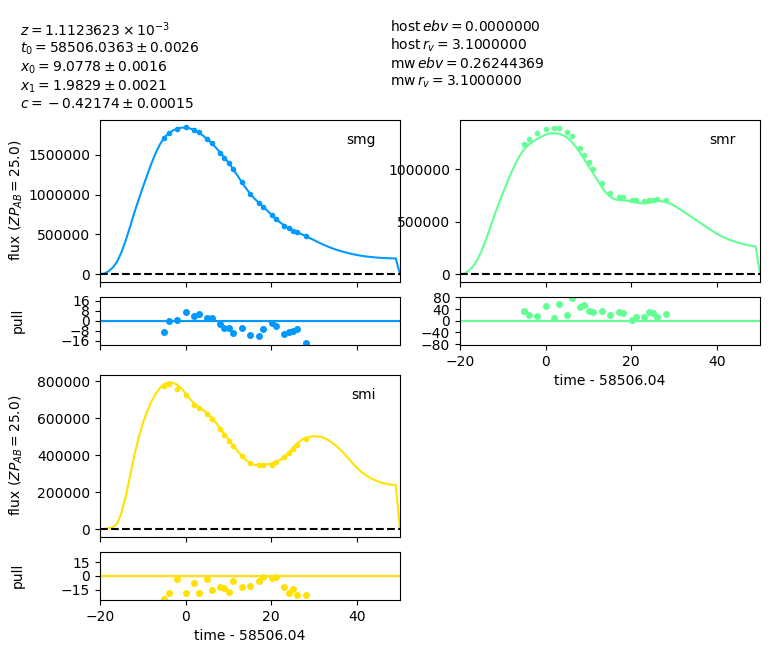 z = 1.1123623 × 10⁻³
t₀ = 58506.0363 ± 0.0026
x₀ = 9.0778 ± 0.0016
x₁ = 1.9829 ± 0.0021
c = −0.42174 ± 0.00015
host ebv = 0.0000000
host r_v = 3.1000000
mw ebv = 0.26244369
mw r_v = 3.1000000
smg
flux (ZP_AB = 25.0)
1500000
1000000
500000
0
smr
1000000
500000
0
pull
16
8
0
−8
−16
80
40
0
−40
−80
−20
0
20
40
time - 58506.04
smi
flux (ZP_AB = 25.0)
800000
600000
400000
200000
0
pull
15
0
−15
−20
0
20
40
time - 58506.04